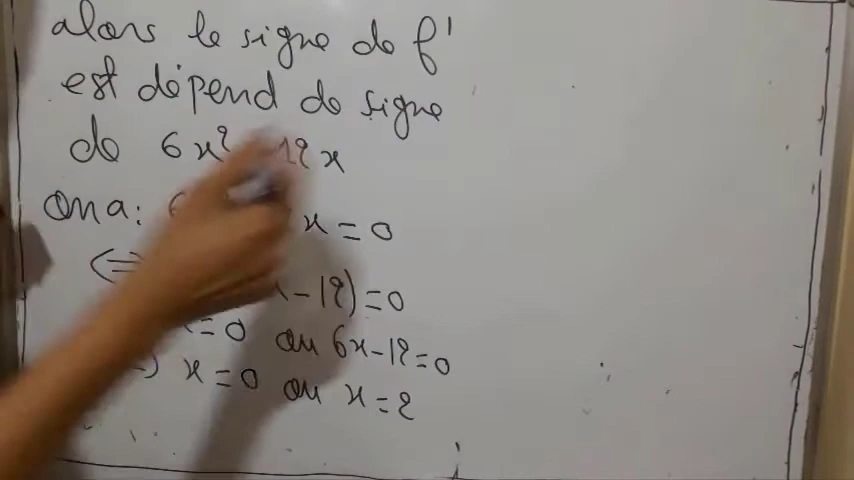 alors le signe de f'
est dépend de signe
de 6x² 12x
on a: x = 0
⇔ x - 12) = 0
x = 0 ou 6x - 12 = 0
x = 0 ou x = 2